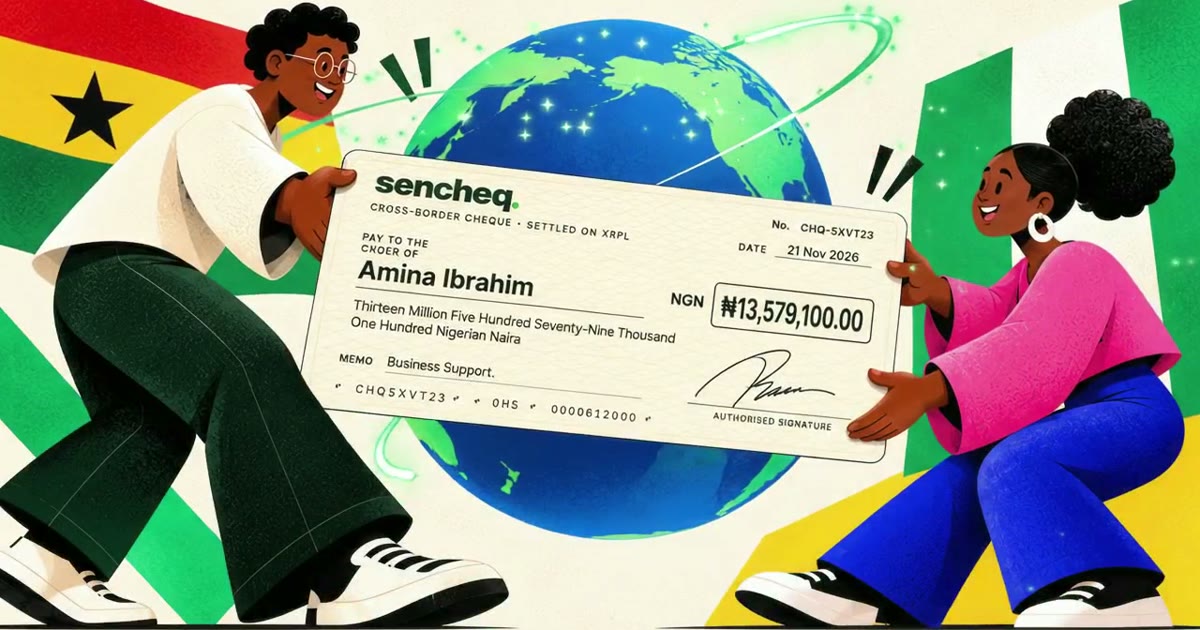 sencheq.
CROSS-BORDER CHEQUE • SETTLED ON XRPL
No. CHQ-5XVT23
DATE 21 Nov 2026
PAY TO THE
CKOER OF
Amina Ibrahim
NGN ₦13,579,100.00
Thirteen Million Five Hundred Seventy-Nine Thousand
One Hundred Nigerian Naira
MEMO Business Support.
CHQ5XVT23 0HS 0000612000
AUTHORISED SIGNATURE